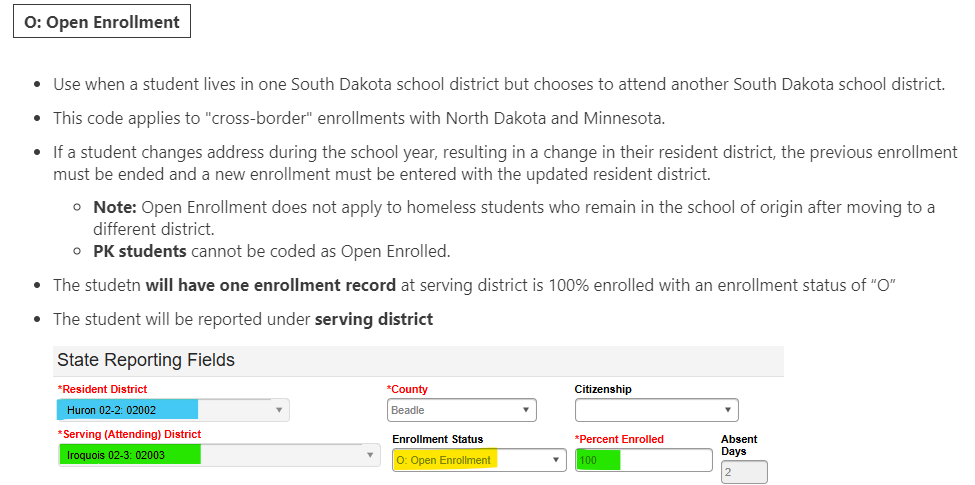 O: Open Enrollment
• Use when a student lives in one South Dakota school district but chooses to attend another South Dakota school district.
• This code applies to "cross-border" enrollments with North Dakota and Minnesota.
• If a student changes address during the school year, resulting in a change in their resident district, the previous enrollment
must be ended and a new enrollment must be entered with the updated resident district.
○ Note: Open Enrollment does not apply to homeless students who remain in the school of origin after moving to a
different district.
○ PK students cannot be coded as Open Enrolled.
• The studetn will have one enrollment record at serving district is 100% enrolled with an enrollment status of “O”
• The student will be reported under serving district
State Reporting Fields
*Resident District
Huron 02-2: 02002
*County
Beadle
Citizenship
*Serving (Attending) District
Iroquois 02-3: 02003
Enrollment Status
O: Open Enrollment
*Percent Enrolled
100
Absent
Days
2